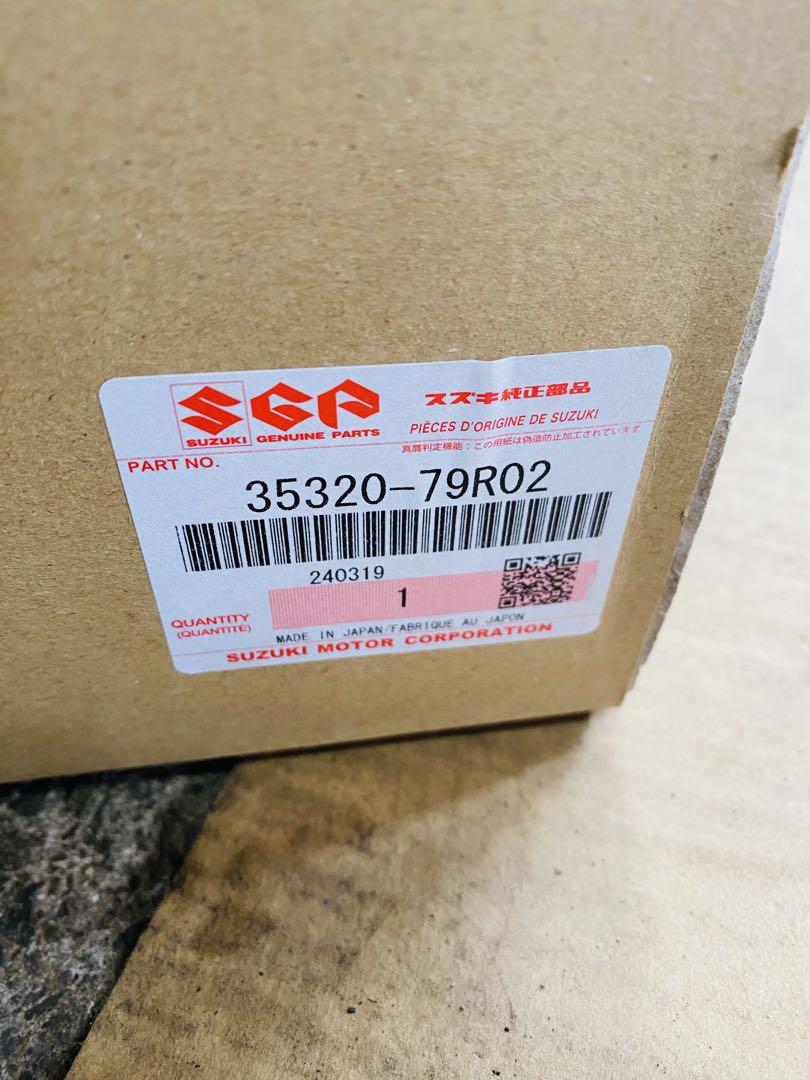 SUZUKI
SGP
GENUINE PARTS
スズキ純正部品
PIÈCES D'ORIGINE DE SUZUKI
真贋判定機能：この用紙は偽造防止加工されています
PART NO.
35320-79R02
240319
1
QUANTITY
(QUANTITÉ)
MADE IN JAPAN/FABRIQUE AU JAPON
SUZUKI MOTOR CORPORATION